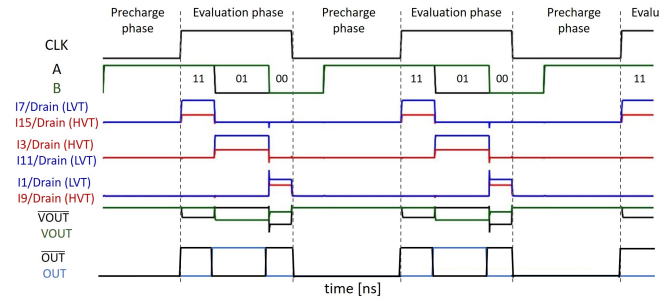 Precharge phase Evaluation phase Precharge phase Evaluation phase Precharge phase Evalu
CLK
A
B
11 01 00 11 01 00 11
I7/Drain (LVT)
I15/Drain (HVT)
I3/Drain (HVT)
I11/Drain (LVT)
I1/Drain (LVT)
I9/Drain (HVT)
VOUT
VOUT
OUT
OUT
time [ns]